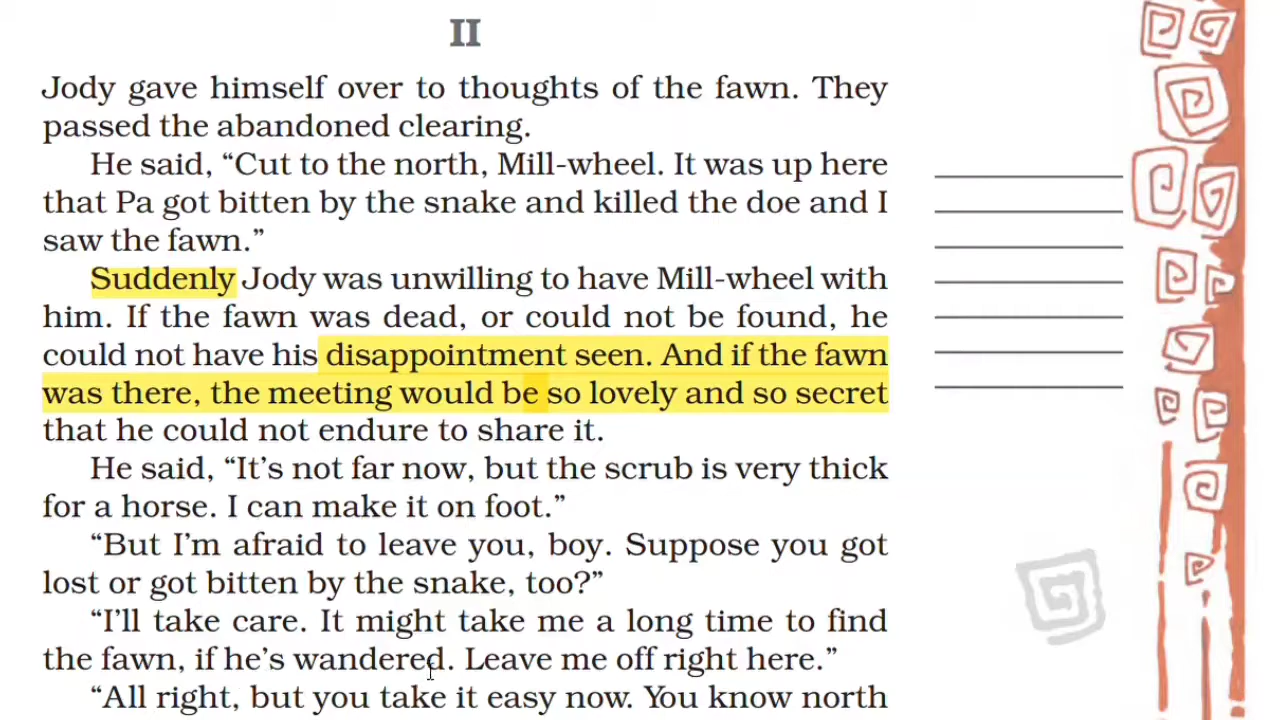 II
Jody gave himself over to thoughts of the fawn. They
passed the abandoned clearing.
He said, “Cut to the north, Mill-wheel. It was up here
that Pa got bitten by the snake and killed the doe and I
saw the fawn.”
Suddenly Jody was unwilling to have Mill-wheel with
him. If the fawn was dead, or could not be found, he
could not have his disappointment seen. And if the fawn
was there, the meeting would be so lovely and so secret
that he could not endure to share it.
He said, “It’s not far now, but the scrub is very thick
for a horse. I can make it on foot.”
“But I’m afraid to leave you, boy. Suppose you got
lost or got bitten by the snake, too?”
“I’ll take care. It might take me a long time to find
the fawn, if he’s wandered. Leave me off right here.”
“All right, but you take it easy now. You know north